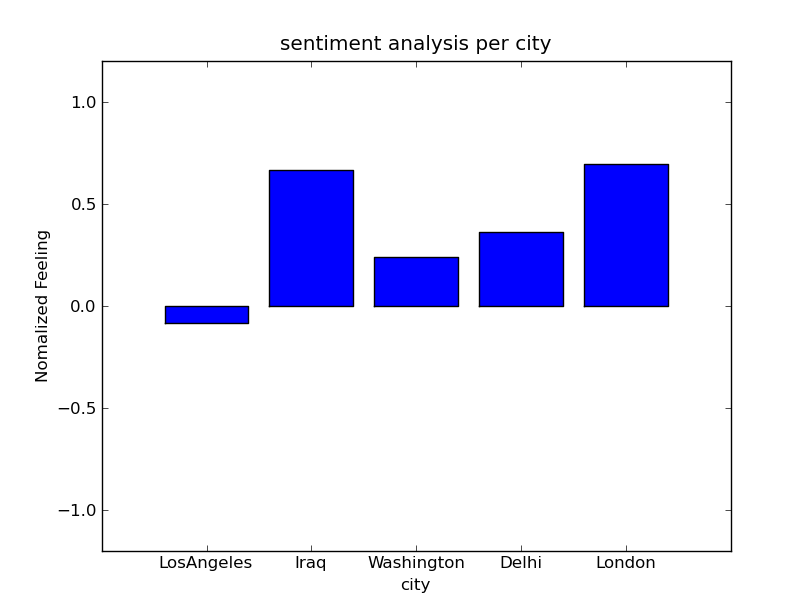 sentiment analysis per city
1.0
0.5
0.0
−0.5
−1.0
Nomalized Feeling
LosAngeles Iraq Washington Delhi London
city